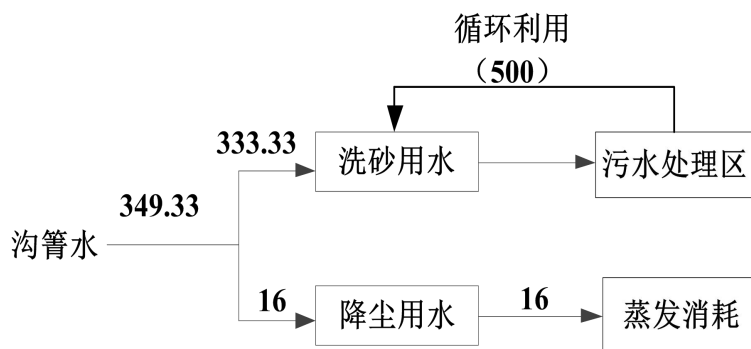 循环利用
（500）
333.33
洗砂用水
污水处理区
349.33
沟箐水
16
降尘用水
16
蒸发消耗